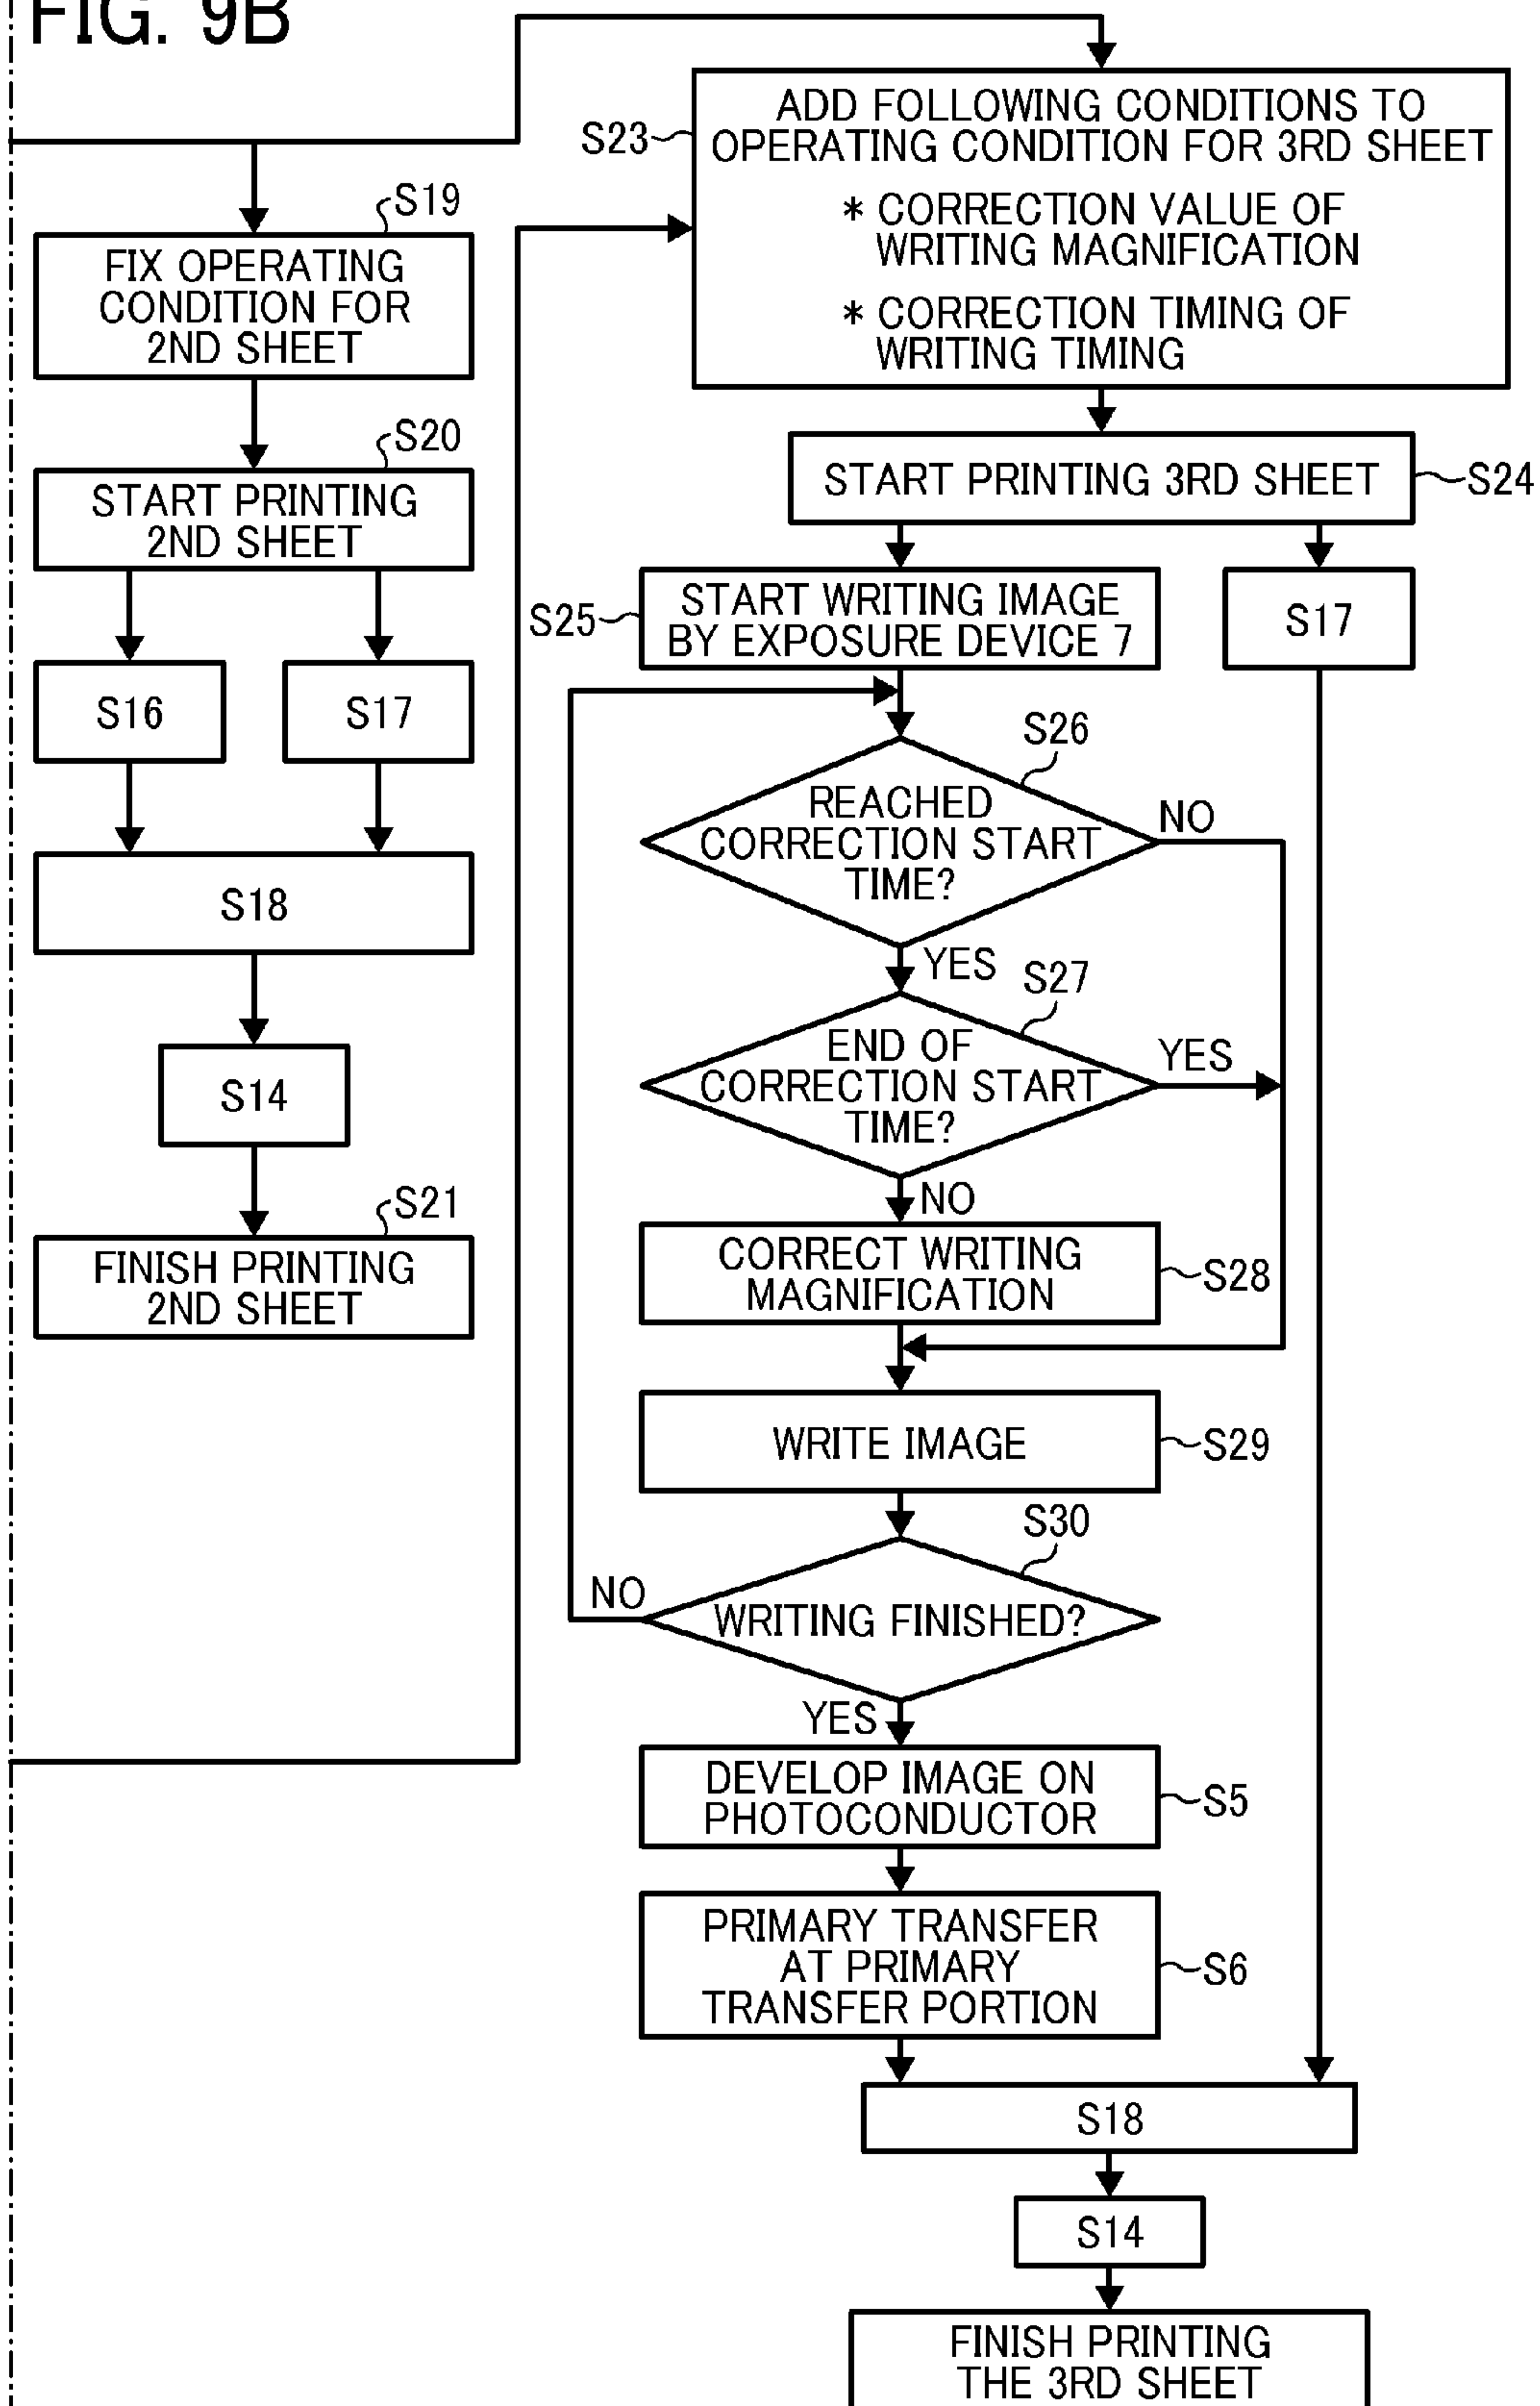 FIG. 9B
S19
FIX OPERATING
CONDITION FOR
2ND SHEET
S20
START PRINTING
2ND SHEET
S16
S17
S18
S14
S21
FINISH PRINTING
2ND SHEET
S23
ADD FOLLOWING CONDITIONS TO
OPERATING CONDITION FOR 3RD SHEET
* CORRECTION VALUE OF
WRITING MAGNIFICATION
* CORRECTION TIMING OF
WRITING TIMING
START PRINTING 3RD SHEET
S24
S25
START WRITING IMAGE
BY EXPOSURE DEVICE 7
S17
S26
REACHED
CORRECTION START
TIME?
NO
YES
S27
END OF
CORRECTION START
TIME?
YES
NO
CORRECT WRITING
MAGNIFICATION
S28
WRITE IMAGE
S29
S30
WRITING FINISHED?
NO
YES
DEVELOP IMAGE ON
PHOTOCONDUCTOR
S5
PRIMARY TRANSFER
AT PRIMARY
TRANSFER PORTION
S6
S18
S14
FINISH PRINTING
THE 3RD SHEET